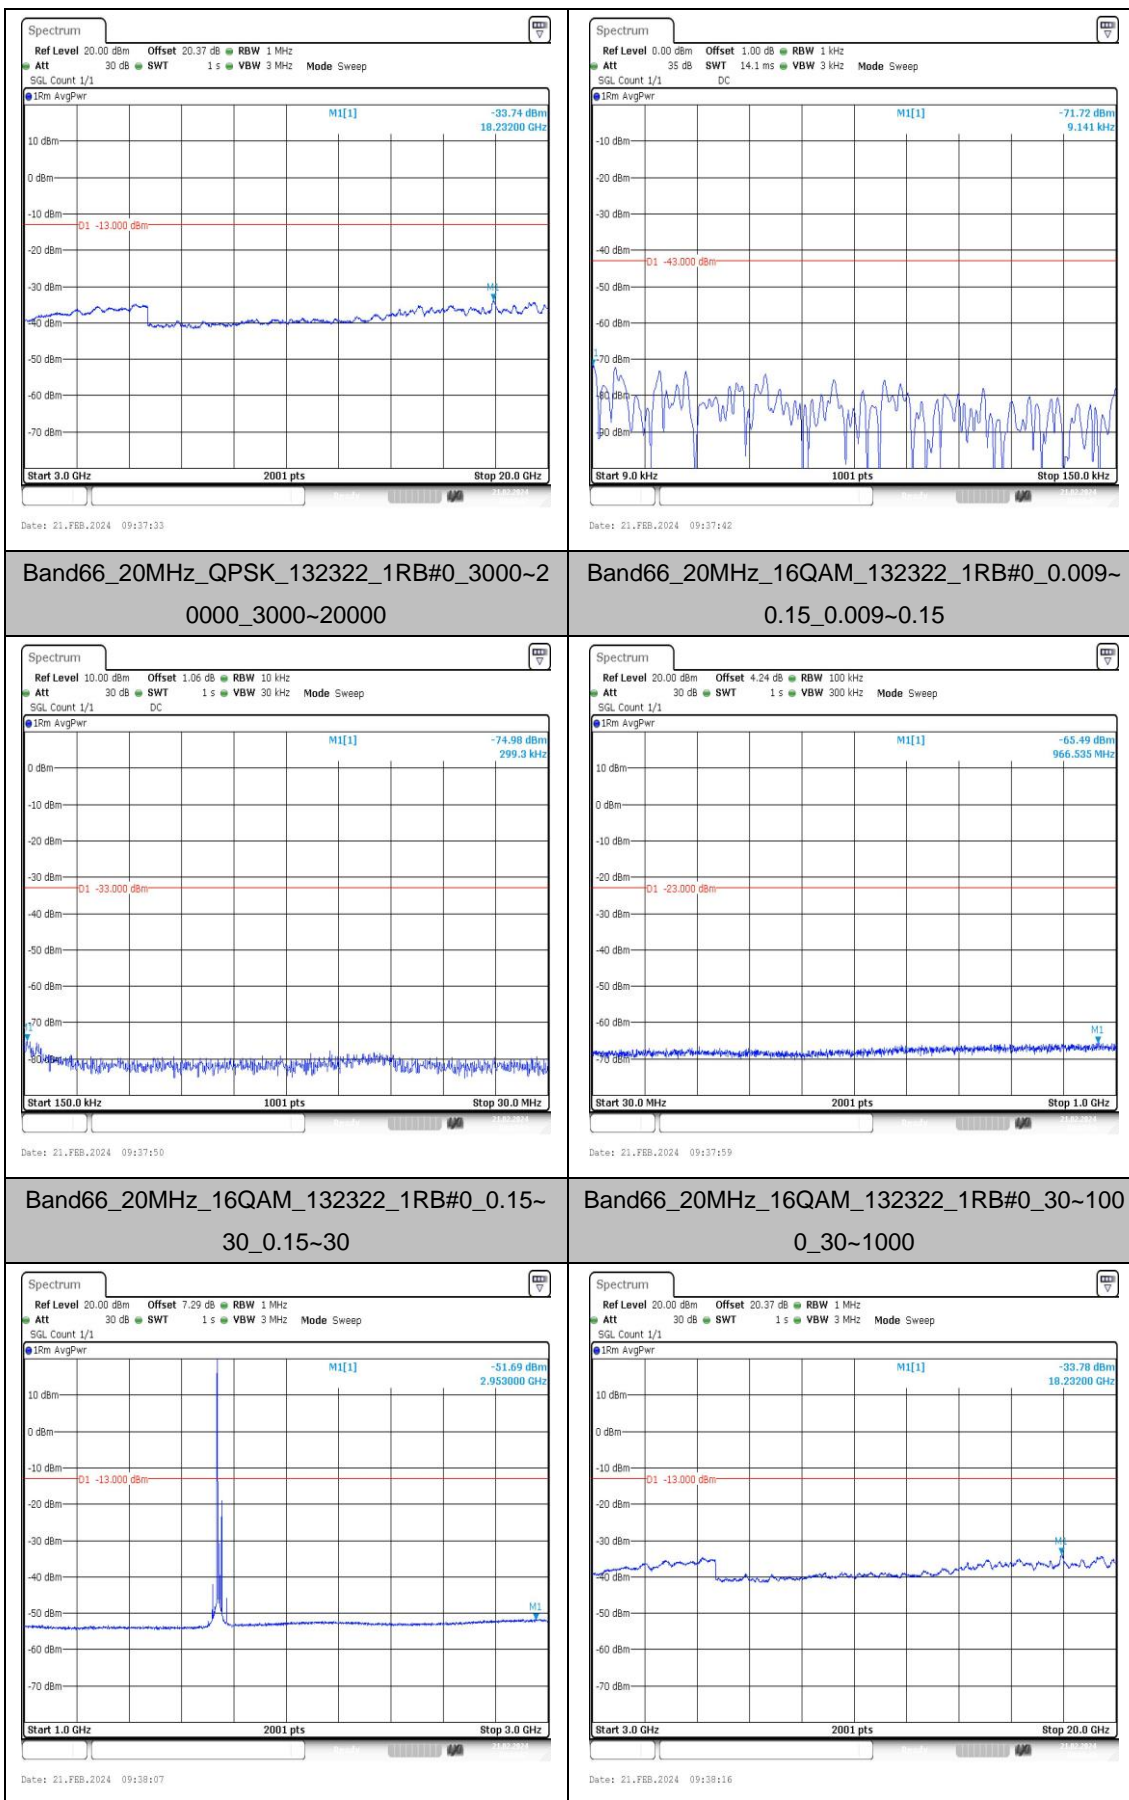 Spectrum
Ref Level 20.00 dBm Offset 20.37 dB RBW 1 MHz
Att 30 dB SWT 1 s VBW 3 MHz Mode Sweep
SGL Count 1/1
1Rm AvgPwr
M1[1] -33.74 dBm
18.23200 GHz
10 dBm
0 dBm
-10 dBm
D1 -13.000 dBm
-20 dBm
-30 dBm
M1
-40 dBm
-50 dBm
-60 dBm
-70 dBm
Start 3.0 GHz 2001 pts Stop 20.0 GHz
Date: 21.FEB.2024 09:37:33
Spectrum
Ref Level 0.00 dBm Offset 1.00 dB RBW 1 kHz
Att 35 dB SWT 14.1 ms VBW 3 kHz Mode Sweep
SGL Count 1/1 DC
1Rm AvgPwr
M1[1] -71.72 dBm
9.141 kHz
-10 dBm
-20 dBm
-30 dBm
-40 dBm
D1 -43.000 dBm
-50 dBm
-60 dBm
-70 dBm
-80 dBm
-90 dBm
Start 9.0 kHz 1001 pts Stop 150.0 kHz
Date: 21.FEB.2024 09:37:42
Band66_20MHz_QPSK_132322_1RB#0_3000~2
0000_3000~20000
Band66_20MHz_16QAM_132322_1RB#0_0.009~
0.15_0.009~0.15
Spectrum
Ref Level 10.00 dBm Offset 1.06 dB RBW 10 kHz
Att 30 dB SWT 1 s VBW 30 kHz Mode Sweep
SGL Count 1/1 DC
1Rm AvgPwr
M1[1] -74.98 dBm
299.3 kHz
0 dBm
-10 dBm
-20 dBm
-30 dBm
D1 -33.000 dBm
-40 dBm
-50 dBm
-60 dBm
-70 dBm
-80 dBm
Start 150.0 kHz 1001 pts Stop 30.0 MHz
Date: 21.FEB.2024 09:37:50
Spectrum
Ref Level 20.00 dBm Offset 4.24 dB RBW 100 kHz
Att 30 dB SWT 1 s VBW 300 kHz Mode Sweep
SGL Count 1/1
1Rm AvgPwr
M1[1] -65.49 dBm
966.535 MHz
10 dBm
0 dBm
-10 dBm
-20 dBm
D1 -23.000 dBm
-30 dBm
-40 dBm
-50 dBm
-60 dBm
M1
-70 dBm
Start 30.0 MHz 2001 pts Stop 1.0 GHz
Date: 21.FEB.2024 09:37:59
Band66_20MHz_16QAM_132322_1RB#0_0.15~
30_0.15~30
Band66_20MHz_16QAM_132322_1RB#0_30~100
0_30~1000
Spectrum
Ref Level 20.00 dBm Offset 7.29 dB RBW 1 MHz
Att 30 dB SWT 1 s VBW 3 MHz Mode Sweep
SGL Count 1/1
1Rm AvgPwr
M1[1] -51.69 dBm
2.953000 GHz
10 dBm
0 dBm
-10 dBm
D1 -13.000 dBm
-20 dBm
-30 dBm
-40 dBm
-50 dBm
M1
-60 dBm
-70 dBm
Start 1.0 GHz 2001 pts Stop 3.0 GHz
Date: 21.FEB.2024 09:38:07
Spectrum
Ref Level 20.00 dBm Offset 20.37 dB RBW 1 MHz
Att 30 dB SWT 1 s VBW 3 MHz Mode Sweep
SGL Count 1/1
1Rm AvgPwr
M1[1] -33.78 dBm
18.23200 GHz
10 dBm
0 dBm
-10 dBm
D1 -13.000 dBm
-20 dBm
-30 dBm
M1
-40 dBm
-50 dBm
-60 dBm
-70 dBm
Start 3.0 GHz 2001 pts Stop 20.0 GHz
Date: 21.FEB.2024 09:38:16